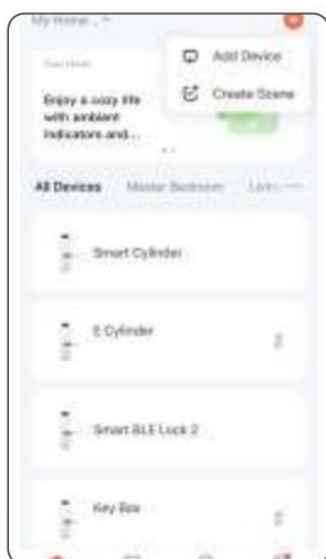 My Home...
Add Device
Create Scene
Enjoy a cozy life
with ambient
indicators and...
All Devices Master Bedroom Livi...
Smart Cylinder
E Cylinder
Smart BLE Lock 2
Key Box